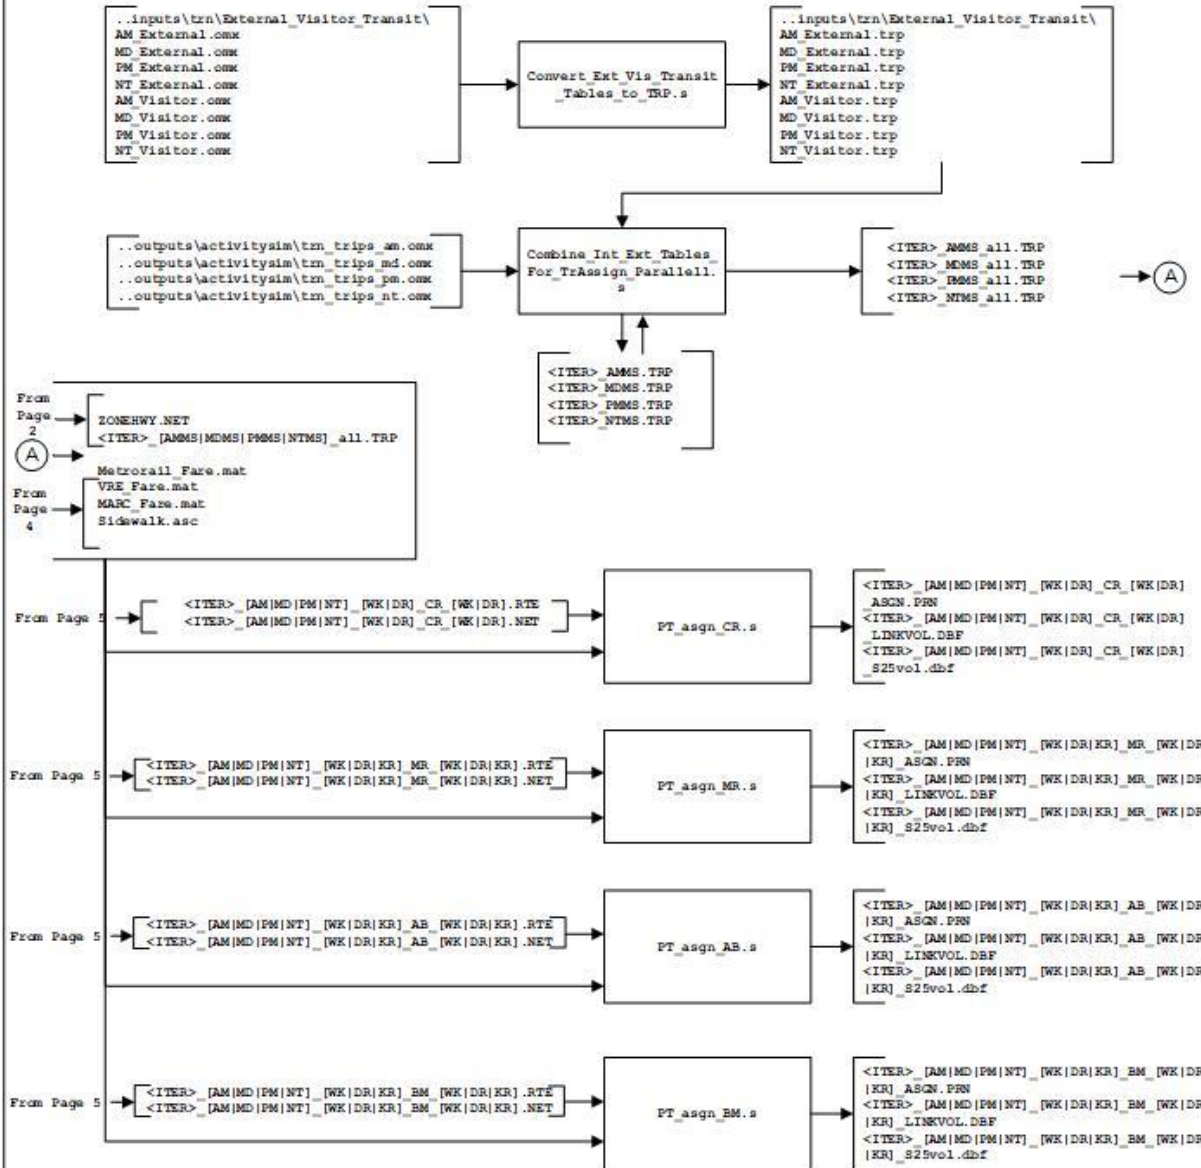 ..inputs\trn\External_Visitor_Transit\
AM_External.omx
MD_External.omx
PM_External.omx
NT_External.omx
AM_Visitor.omx
MD_Visitor.omx
PM_Visitor.omx
NT_Visitor.omx
Convert_Ext_Vis_Transit
_Tables_to_TRP.s
..inputs\trn\External_Visitor_Transit\
AM_External.trp
MD_External.trp
PM_External.trp
NT_External.trp
AM_Visitor.trp
MD_Visitor.trp
PM_Visitor.trp
NT_Visitor.trp
..outputs\activitysim\trn_trips_am.omx
..outputs\activitysim\trn_trips_md.omx
..outputs\activitysim\trn_trips_pm.omx
..outputs\activitysim\trn_trips_nt.omx
Combine_Int_Ext_Tables_
For_TrAssign_Parallell.
s
<ITER>_AMMS_all.TRP
<ITER>_MDMS_all.TRP
<ITER>_PMMS_all.TRP
<ITER>_NTMS_all.TRP
A
<ITER>_AMMS.TRP
<ITER>_MDMS.TRP
<ITER>_PMMS.TRP
<ITER>_NTMS.TRP
From
Page
2
ZONEHWY.NET
<ITER>_[AMMS|MDMS|PMMS|NTMS]_all.TRP
A
From
Page
4
Metrorail_Fare.mat
VRE_Fare.mat
MARC_Fare.mat
Sidewalk.asc
From Page 5
<ITER>_[AM|MD|PM|NT]_[WK|DR]_CR_[WK|DR].RTE
<ITER>_[AM|MD|PM|NT]_[WK|DR]_CR_[WK|DR].NET
PT_asgn_CR.s
<ITER>_[AM|MD|PM|NT]_[WK|DR]_CR_[WK|DR]
_ASGN.PRN
<ITER>_[AM|MD|PM|NT]_[WK|DR]_CR_[WK|DR]
_LINKVOL.DBF
<ITER>_[AM|MD|PM|NT]_[WK|DR]_CR_[WK|DR]
_S25vol.dbf
From Page 5
<ITER>_[AM|MD|PM|NT]_[WK|DR|KR]_MR_[WK|DR|KR].RTE
<ITER>_[AM|MD|PM|NT]_[WK|DR|KR]_MR_[WK|DR|KR].NET
PT_asgn_MR.s
<ITER>_[AM|MD|PM|NT]_[WK|DR|KR]_MR_[WK|DR
|KR]_ASGN.PRN
<ITER>_[AM|MD|PM|NT]_[WK|DR|KR]_MR_[WK|DR
|KR]_LINKVOL.DBF
<ITER>_[AM|MD|PM|NT]_[WK|DR|KR]_MR_[WK|DR
|KR]_S25vol.dbf
From Page 5
<ITER>_[AM|MD|PM|NT]_[WK|DR|KR]_AB_[WK|DR|KR].RTE
<ITER>_[AM|MD|PM|NT]_[WK|DR|KR]_AB_[WK|DR|KR].NET
PT_asgn_AB.s
<ITER>_[AM|MD|PM|NT]_[WK|DR|KR]_AB_[WK|DR
|KR]_ASGN.PRN
<ITER>_[AM|MD|PM|NT]_[WK|DR|KR]_AB_[WK|DR
|KR]_LINKVOL.DBF
<ITER>_[AM|MD|PM|NT]_[WK|DR|KR]_AB_[WK|DR
|KR]_S25vol.dbf
From Page 5
<ITER>_[AM|MD|PM|NT]_[WK|DR|KR]_BM_[WK|DR|KR].RTE
<ITER>_[AM|MD|PM|NT]_[WK|DR|KR]_BM_[WK|DR|KR].NET
PT_asgn_BM.s
<ITER>_[AM|MD|PM|NT]_[WK|DR|KR]_BM_[WK|DR
|KR]_ASGN.PRN
<ITER>_[AM|MD|PM|NT]_[WK|DR|KR]_BM_[WK|DR
|KR]_LINKVOL.DBF
<ITER>_[AM|MD|PM|NT]_[WK|DR|KR]_BM_[WK|DR
|KR]_S25vol.dbf